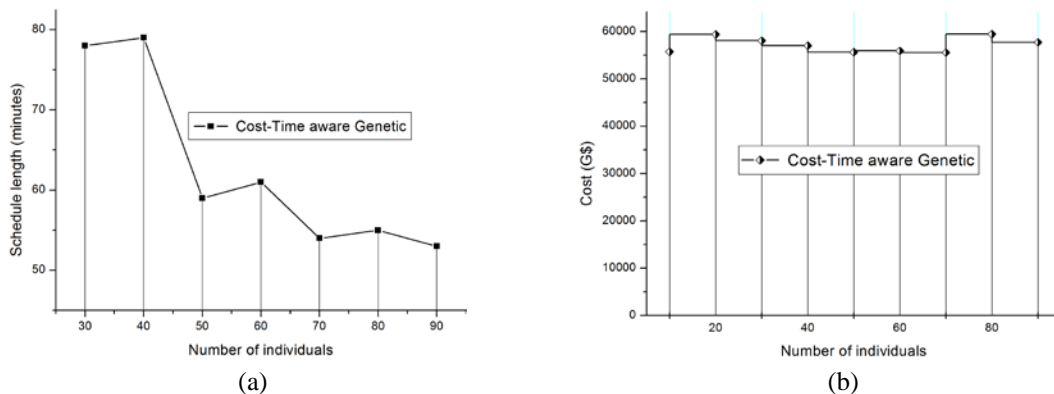 80
70
60
50
Schedule length (minutes)
Cost-Time aware Genetic
30 40 50 60 70 80 90
Number of individuals
(a)
60000
50000
40000
30000
20000
10000
0
Cost (G$)
Cost-Time aware Genetic
20 40 60 80
Number of individuals
(b)